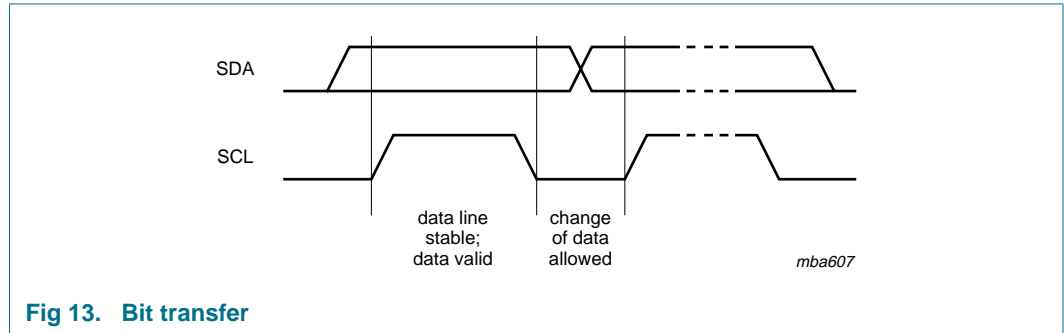 SDA
SCL
data line
stable;
data valid
change
of data
allowed
mba607
Fig 13. Bit transfer